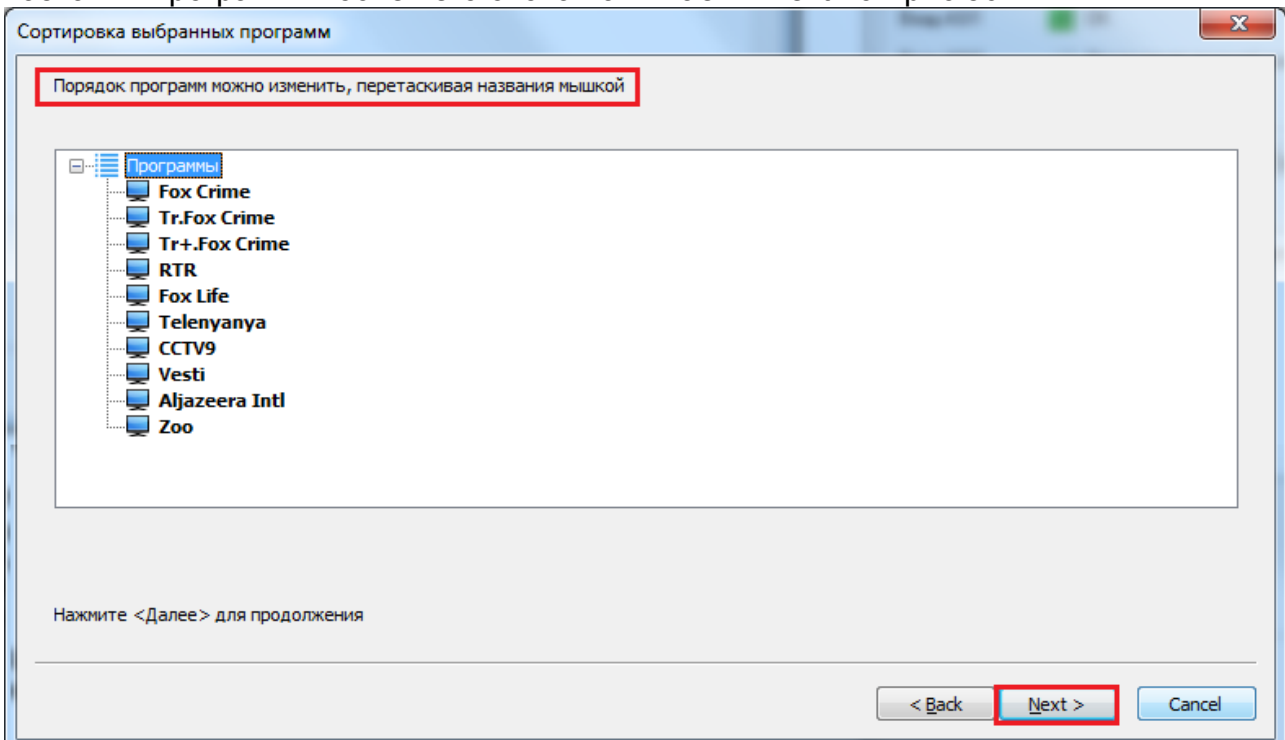 Сортировка выбранных программ
Порядок программ можно изменить, перетаскивая названия мышкой
Программы
Fox Crime
Tr.Fox Crime
Tr+.Fox Crime
RTR
Fox Life
Telenyanya
CCTV9
Vesti
Aljazeera Intl
Zoo
Нажмите <Далее> для продолжения
< Back Next > Cancel